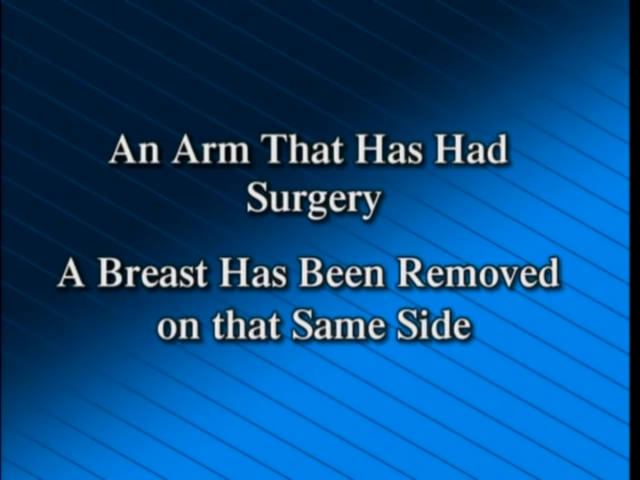 An Arm That Has Had
Surgery
A Breast Has Been Removed
on that Same Side